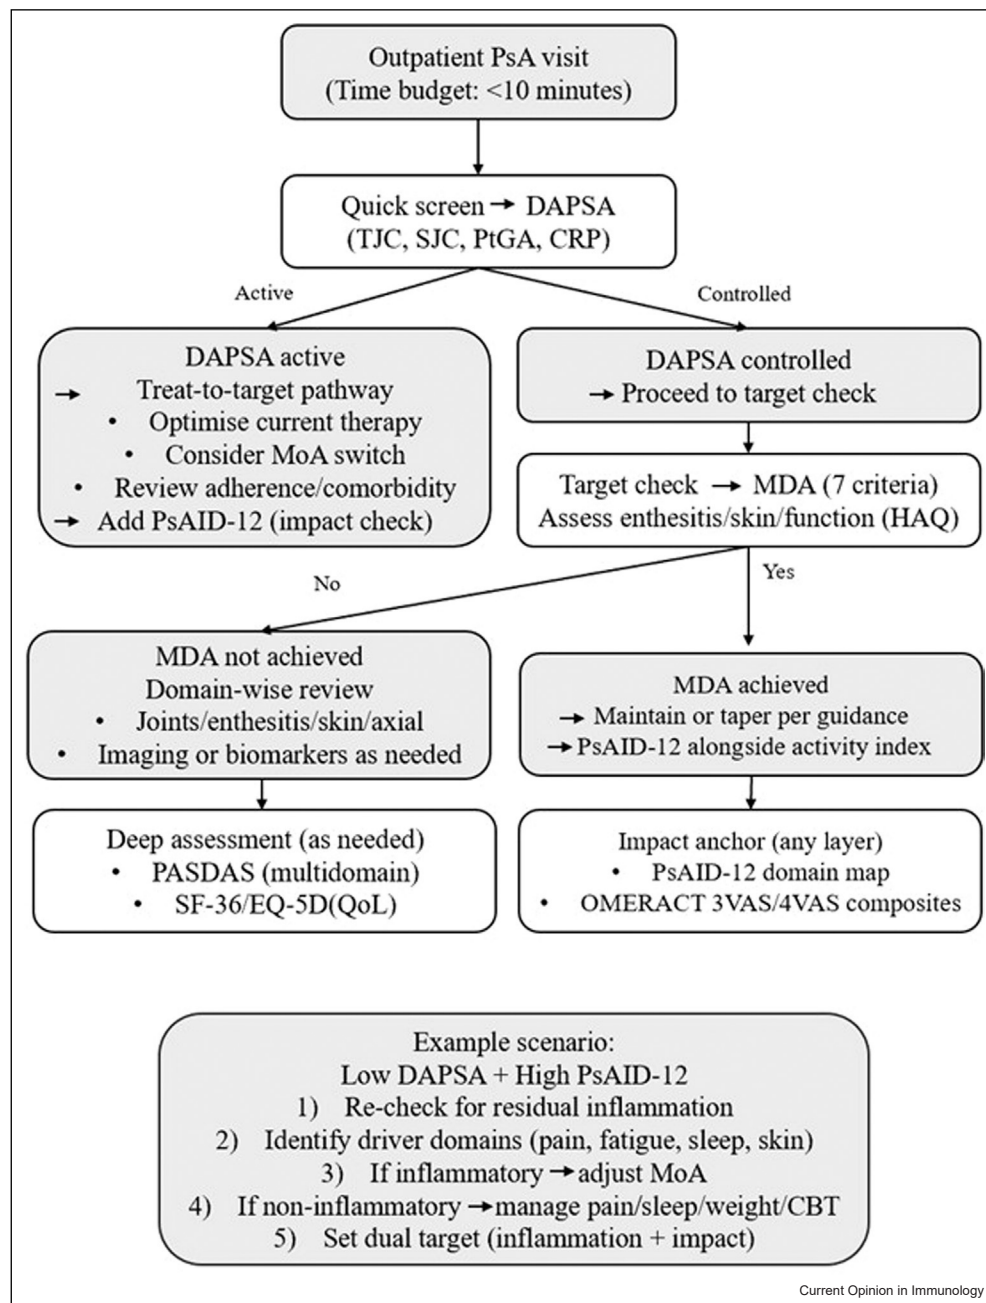 Outpatient PsA visit
(Time budget: <10 minutes)
Quick screen → DAPSA
(TJC, SJC, PtGA, CRP)
Active
Controlled
DAPSA active
→ Treat-to-target pathway
• Optimise current therapy
• Consider MoA switch
• Review adherence/comorbidity
→ Add PsAID-12 (impact check)
DAPSA controlled
→ Proceed to target check
Target check → MDA (7 criteria)
Assess enthesitis/skin/function (HAQ)
No
Yes
MDA not achieved
Domain-wise review
• Joints/enthesitis/skin/axial
• Imaging or biomarkers as needed
MDA achieved
→ Maintain or taper per guidance
→ PsAID-12 alongside activity index
Deep assessment (as needed)
• PASDAS (multidomain)
• SF-36/EQ-5D(QoL)
Impact anchor (any layer)
• PsAID-12 domain map
• OMERACT 3VAS/4VAS composites
Example scenario:
Low DAPSA + High PsAID-12
1) Re-check for residual inflammation
2) Identify driver domains (pain, fatigue, sleep, skin)
3) If inflammatory → adjust MoA
4) If non-inflammatory → manage pain/sleep/weight/CBT
5) Set dual target (inflammation + impact)
Current Opinion in Immunology